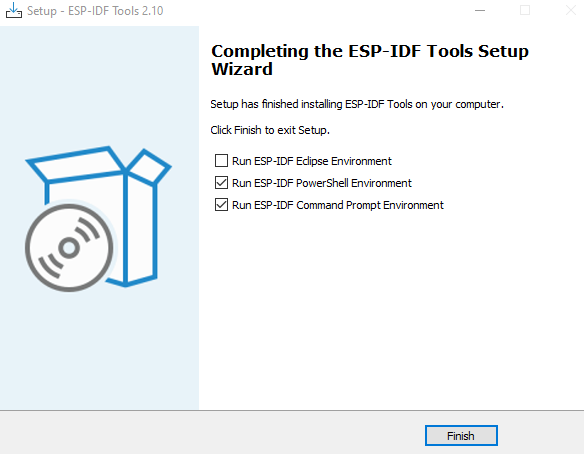 Setup - ESP-IDF Tools 2.10
Completing the ESP-IDF Tools Setup
Wizard
Setup has finished installing ESP-IDF Tools on your computer.
Click Finish to exit Setup.
Run ESP-IDF Eclipse Environment
Run ESP-IDF PowerShell Environment
Run ESP-IDF Command Prompt Environment
Finish